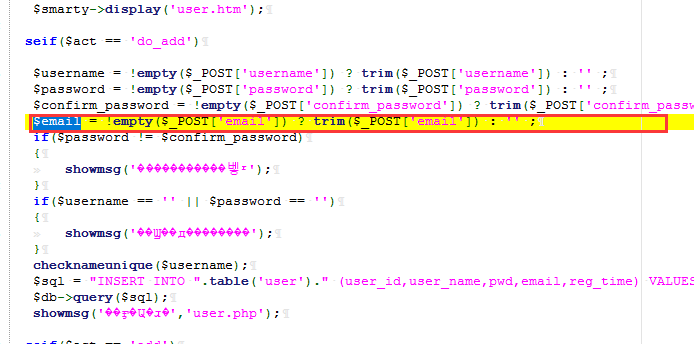 $smarty->display('user.htm');
seif($act == 'do_add')
$username = !empty($_POST['username']) ? trim($_POST['username']) : '' ;
$password = !empty($_POST['password']) ? trim($_POST['password']) : '' ;
$confirm_password = !empty($_POST['confirm_password']) ? trim($_POST['confirm_passw
$email = !empty($_POST['email']) ? trim($_POST['email']) : '' ;
if($password != $confirm_password)
{
showmsg('
}
if($username == '' || $password == '')
{
showmsg('
}
checknameunique($username);
$sql = "INSERT INTO ".table('user')." (user_id,user_name,pwd,email,reg_time) VALUES
$db->query($sql);
showmsg(' ','user.php');
seif($act == 'add')